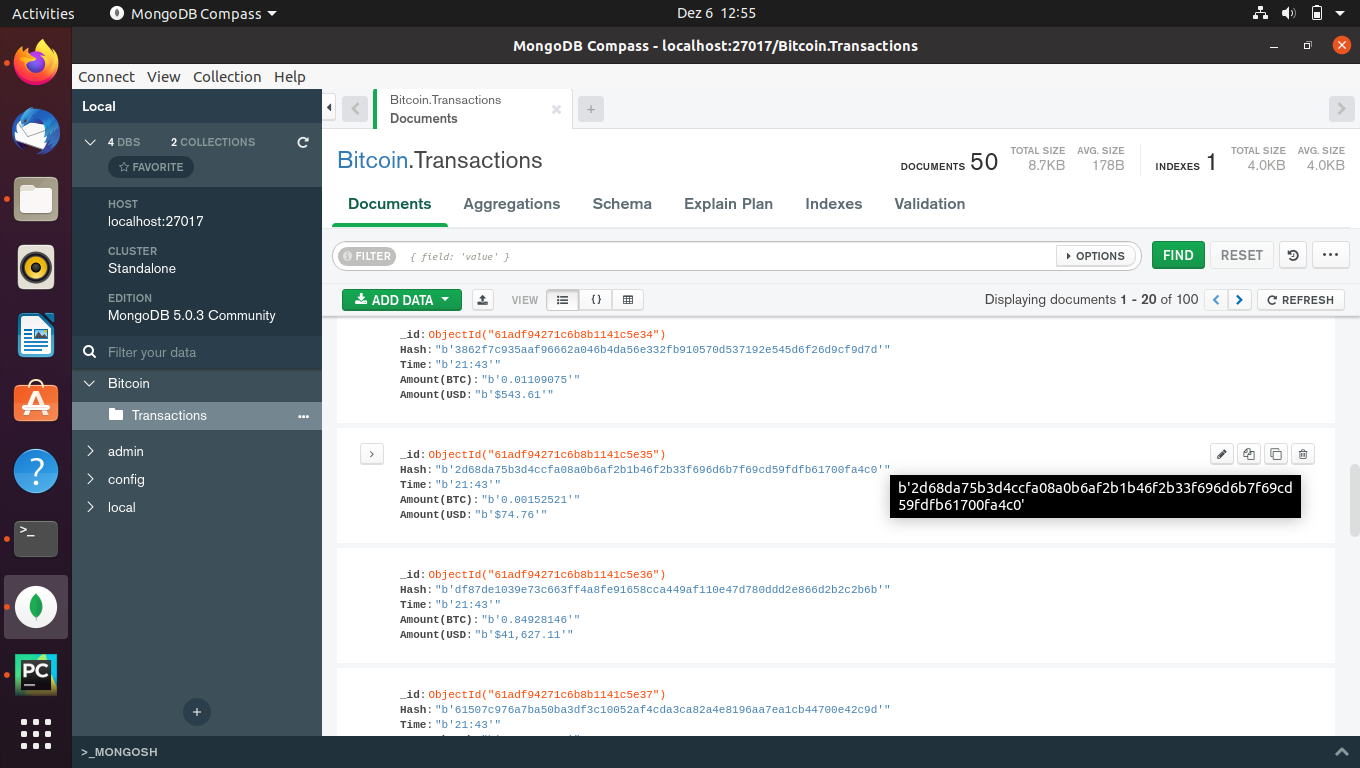 Activities MongoDB Compass Dez 6 12:55
MongoDB Compass - localhost:27017/Bitcoin.Transactions
Connect View Collection Help
Local
4 DBS 2 COLLECTIONS
FAVORITE
HOST
localhost:27017
CLUSTER
Standalone
EDITION
MongoDB 5.0.3 Community
Filter your data
Bitcoin
Transactions
admin
config
local
>_MONGOSH
Bitcoin.Transactions
Documents
Bitcoin.Transactions
DOCUMENTS 50 TOTAL SIZE 8.7KB AVG. SIZE 178B INDEXES 1 TOTAL SIZE 4.0KB AVG. SIZE 4.0KB
Documents Aggregations Schema Explain Plan Indexes Validation
FILTER { field: 'value' } OPTIONS FIND RESET
ADD DATA VIEW { } Displaying documents 1 - 20 of 100 REFRESH
_id: ObjectId("61adf94271c6b8b1141c5e34")
Hash: "b'3862f7c935aaf96662a046b4da56e332fb910570d537192e545d6f26d9cf9d7d'"
Time: "b'21:43'"
Amount(BTC): "b'0.01109075'"
Amount(USD: "b'$543.61'"
_id: ObjectId("61adf94271c6b8b1141c5e35")
Hash: "b'2d68da75b3d4ccfa08a0b6af2b1b46f2b33f696d6b7f69cd59fdfb61700fa4c0'"
Time: "b'21:43'"
Amount(BTC): "b'0.00152521'"
Amount(USD: "b'$74.76'"
b'2d68da75b3d4ccfa08a0b6af2b1b46f2b33f696d6b7f69cd
59fdfb61700fa4c0'
_id: ObjectId("61adf94271c6b8b1141c5e36")
Hash: "b'df87de1039e73c663ff4a8fe91658cca449af110e47d780ddd2e866d2b2c2b6b'"
Time: "b'21:43'"
Amount(BTC): "b'0.84928146'"
Amount(USD: "b'$41,627.11'"
_id: ObjectId("61adf94271c6b8b1141c5e37")
Hash: "b'61507c976a7ba50ba3df3c10052af4cda3ca82a4e8196aa7ea1cb44700e42c9d'"
Time: "b'21:43'"